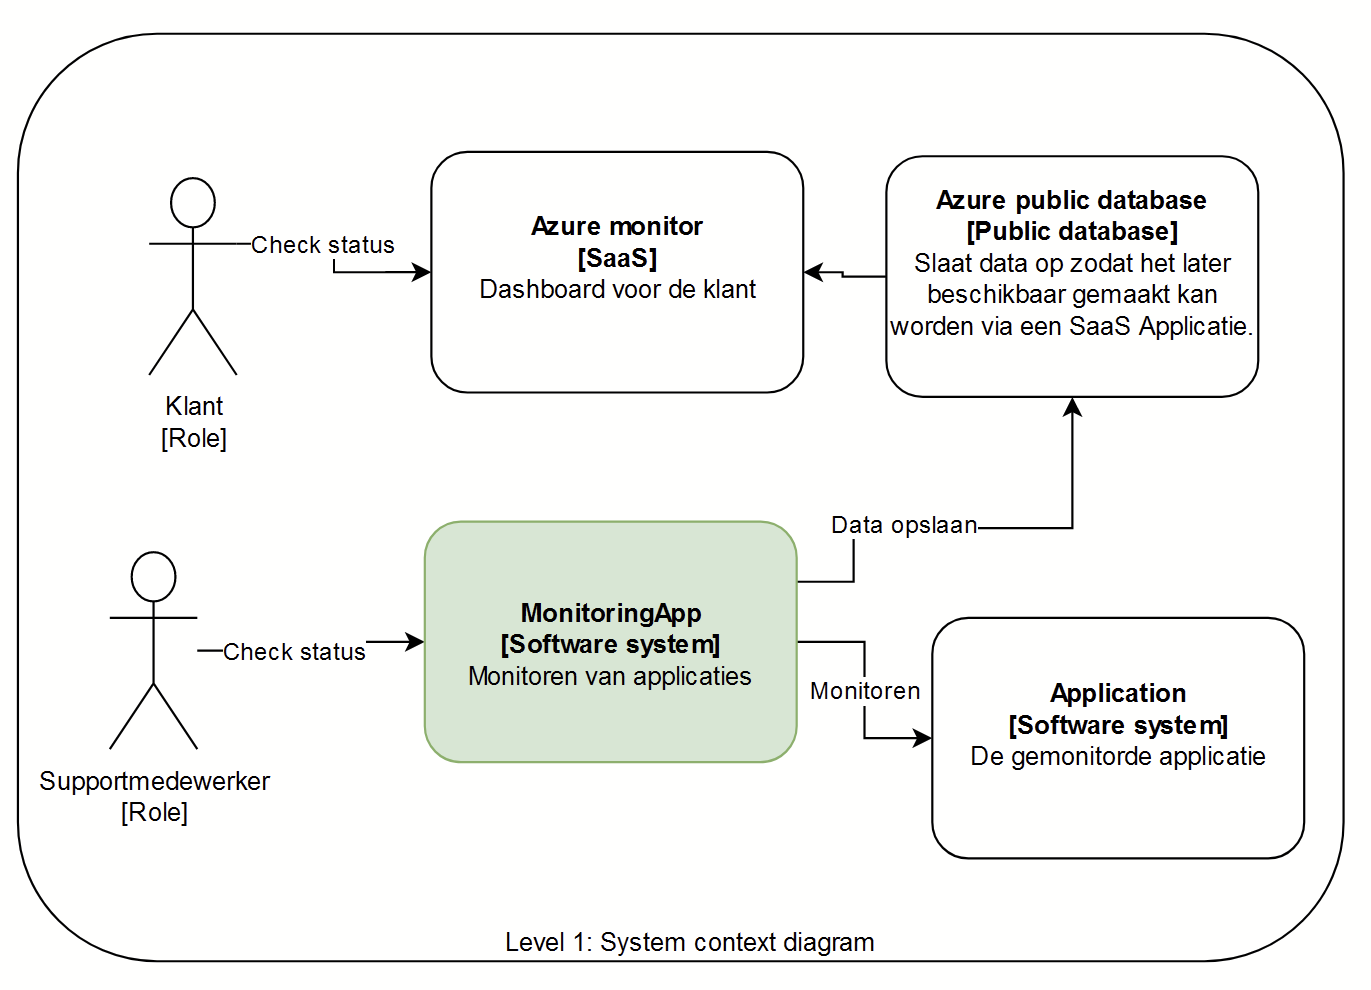 Check status
Klant
[Role]
Azure monitor
[SaaS]
Dashboard voor de klant
Azure public database
[Public database]
Slaat data op zodat het later
beschikbaar gemaakt kan
worden via een SaaS Applicatie.
Data opslaan
Check status
Supportmedewerker
[Role]
MonitoringApp
[Software system]
Monitoren van applicaties
Monitoren
Application
[Software system]
De gemonitorde applicatie
Level 1: System context diagram